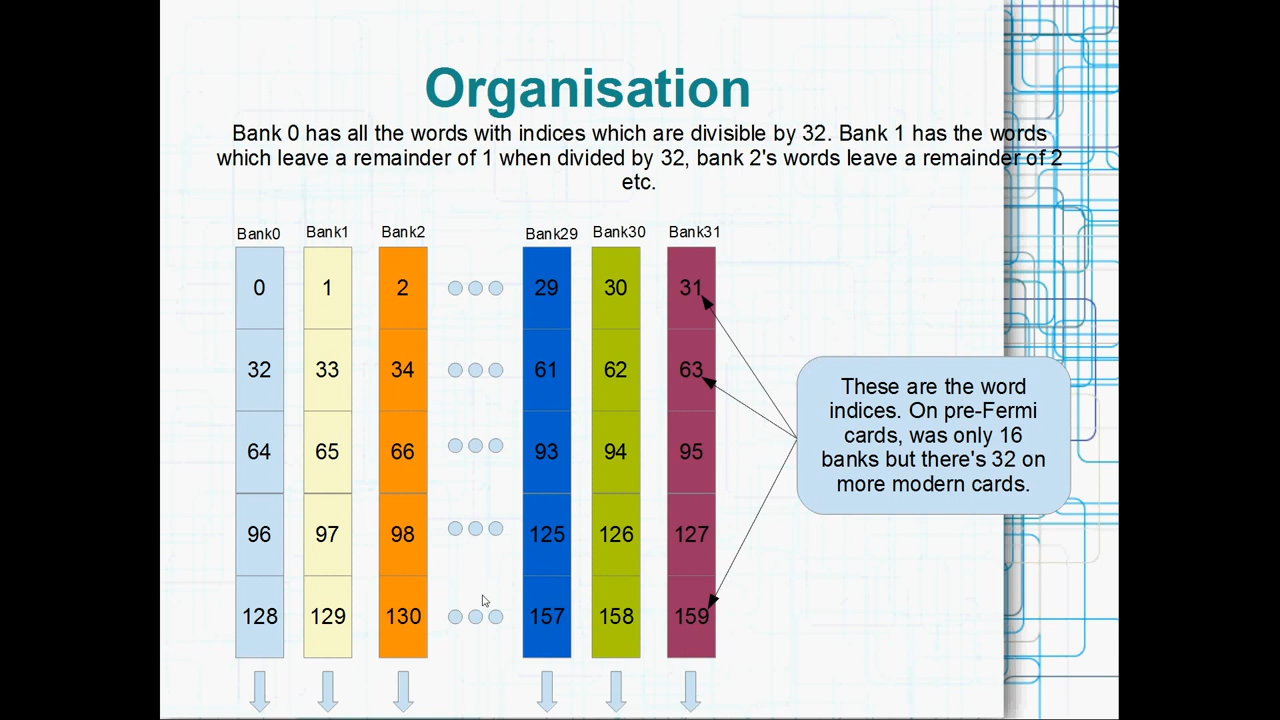 Organisation
Bank 0 has all the words with indices which are divisible by 32. Bank 1 has the words
which leave a remainder of 1 when divided by 32, bank 2's words leave a remainder of 2
etc.
Bank0 Bank1 Bank2 Bank29 Bank30 Bank31
0 1 2 29 30 31
32 33 34 61 62 63
64 65 66 93 94 95
96 97 98 125 126 127
128 129 130 157 158 159
These are the word
indices. On pre-Fermi
cards, was only 16
banks but there's 32 on
more modern cards.